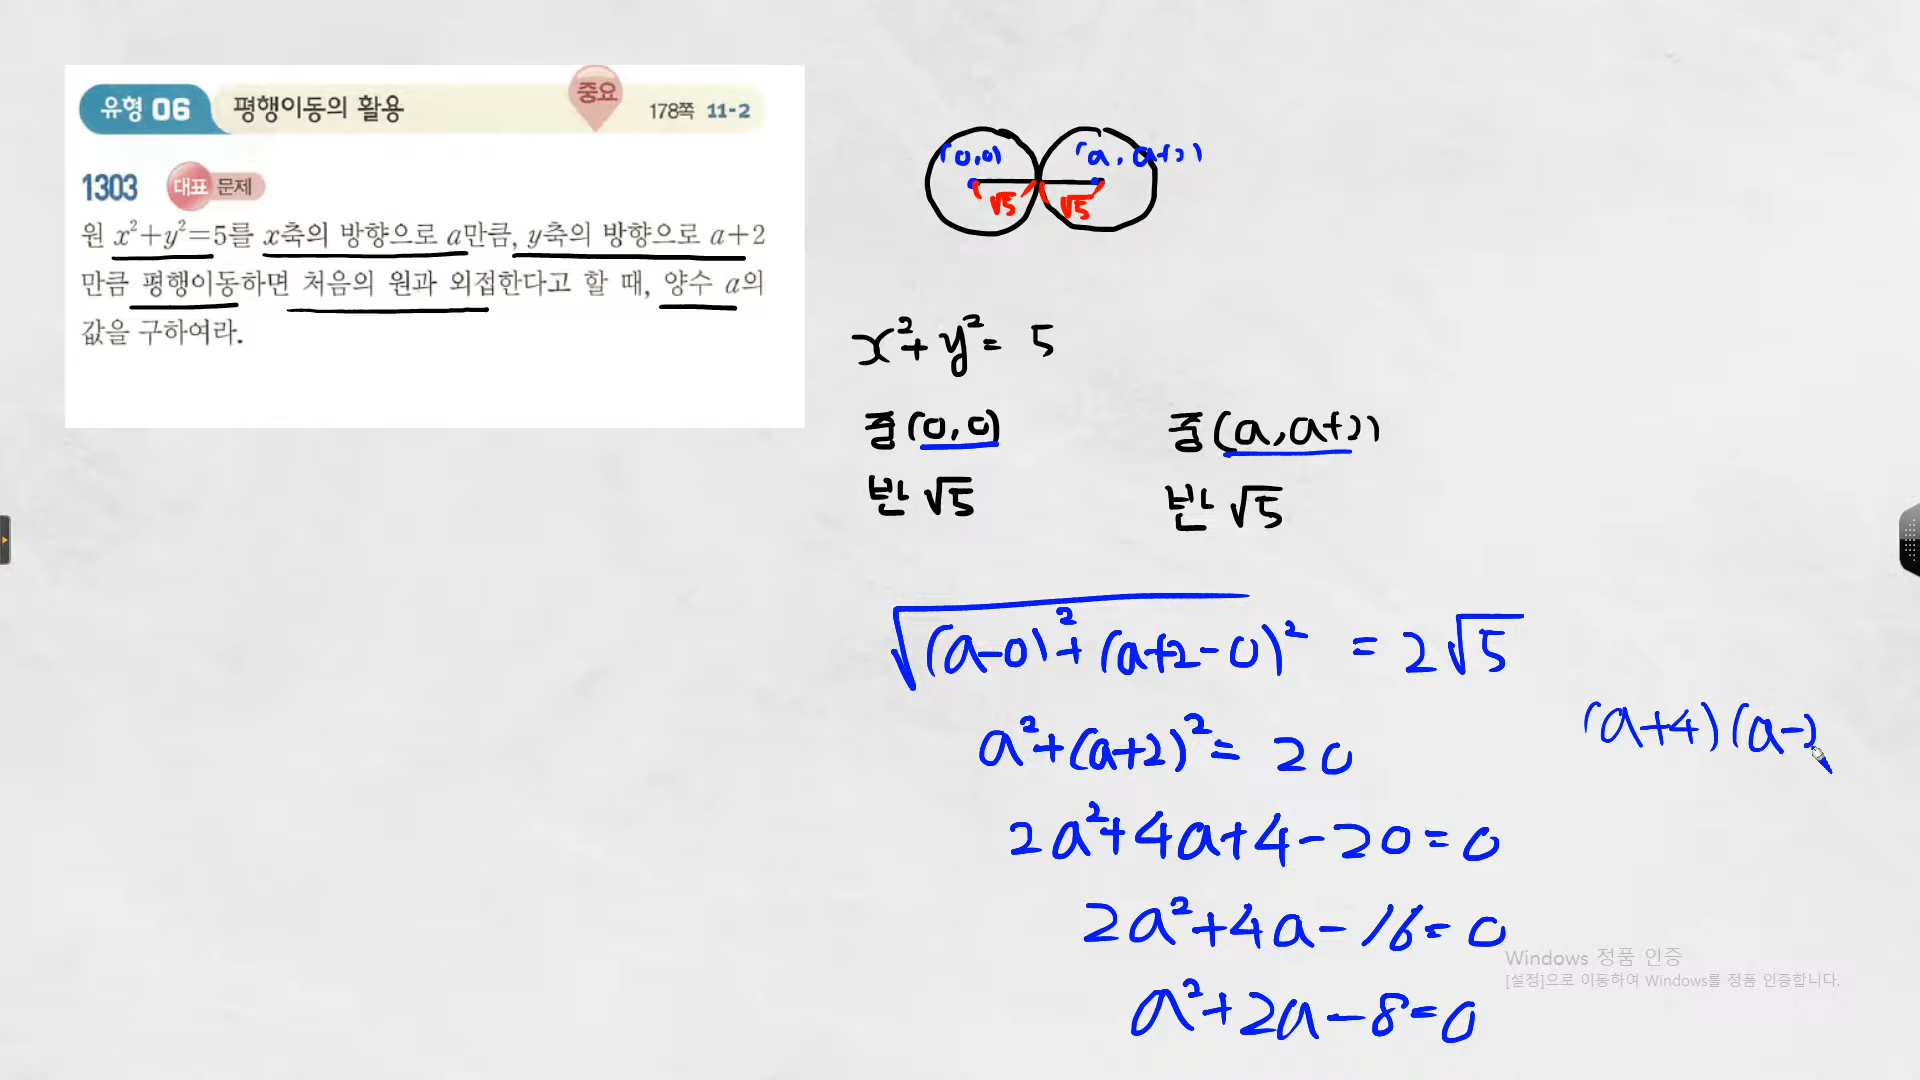 유형 06 평행이동의 활용 중요 178쪽 11-2
1303 대표 문제
원 x²+y²=5를 x축의 방향으로 a만큼, y축의 방향으로 a+2
만큼 평행이동하면 처음의 원과 외접한다고 할 때, 양수 a의
값을 구하여라.
(0,0) (a, a+2)
√5 √5
x²+y²= 5
중(0,0) 중(a,a+2)
반 √5 반 √5
√(a-0)²+(a+2-0)² = 2√5
a²+(a+2)²= 20
(a+4)(a-2
2a²+4a+4-20=0
2a²+4a-16=0
a²+2a-8=0
Windows 정품 인증
[설정]으로 이동하여 Windows를 정품 인증합니다.